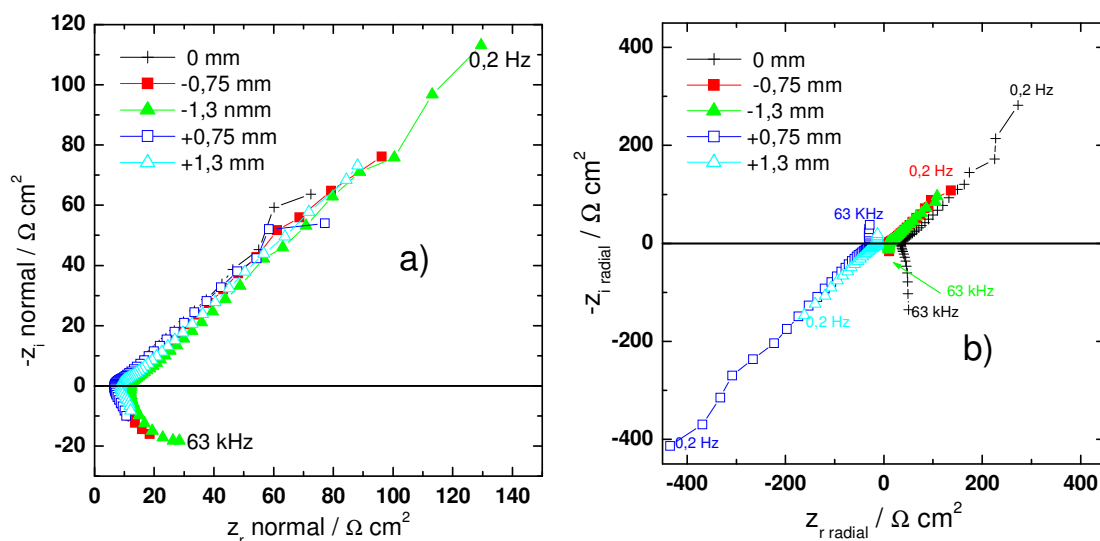 120
100
80
60
40
20
0
-20
-z_i normal / Ω cm²
0 mm
-0,75 mm
-1,3 nmm
+0,75 mm
+1,3 mm
0,2 Hz
a)
63 kHz
0 20 40 60 80 100 120 140
z_r normal / Ω cm²
400
200
0
-200
-400
-z_i radial / Ω cm²
0 mm
-0,75 mm
-1,3 mm
+0,75 mm
+1,3 mm
0,2 Hz
0,2 Hz
63 KHz
63 kHz
63 kHz
0,2 Hz
b)
0,2 Hz
-400 -200 0 200 400
z_r radial / Ω cm²